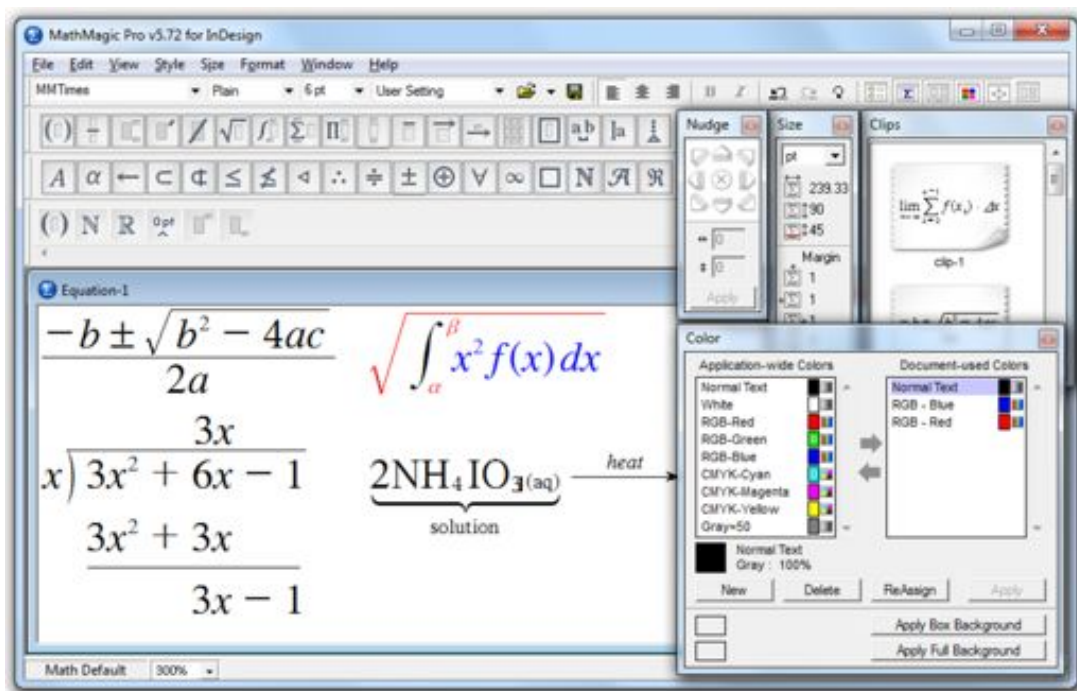 MathMagic Pro v5.72 for InDesign
File Edit View Style Size Format Window Help
MMTimes Plain 6 pt User Setting
Nudge
Size
Clips
pt
239.33
90
45
Margin
1
1
0
0
Apply
clip-1
Equation-1
−b ± √b² − 4ac
2a
√∫αβ x² f(x) dx
3x
x) 3x² + 6x − 1
3x² + 3x
3x − 1
2NH₄IO₃(aq) heat
solution
Color
Application-wide Colors Document-used Colors
Normal Text Normal Text
White RGB - Blue
RGB-Red RGB - Red
RGB-Green
RGB-Blue
CMYK-Cyan
CMYK-Magenta
CMYK-Yellow
Gray=50
Normal Text
Gray : 100%
New Delete ReAssign Apply
Apply Box Background
Apply Full Background
Math Default 300%